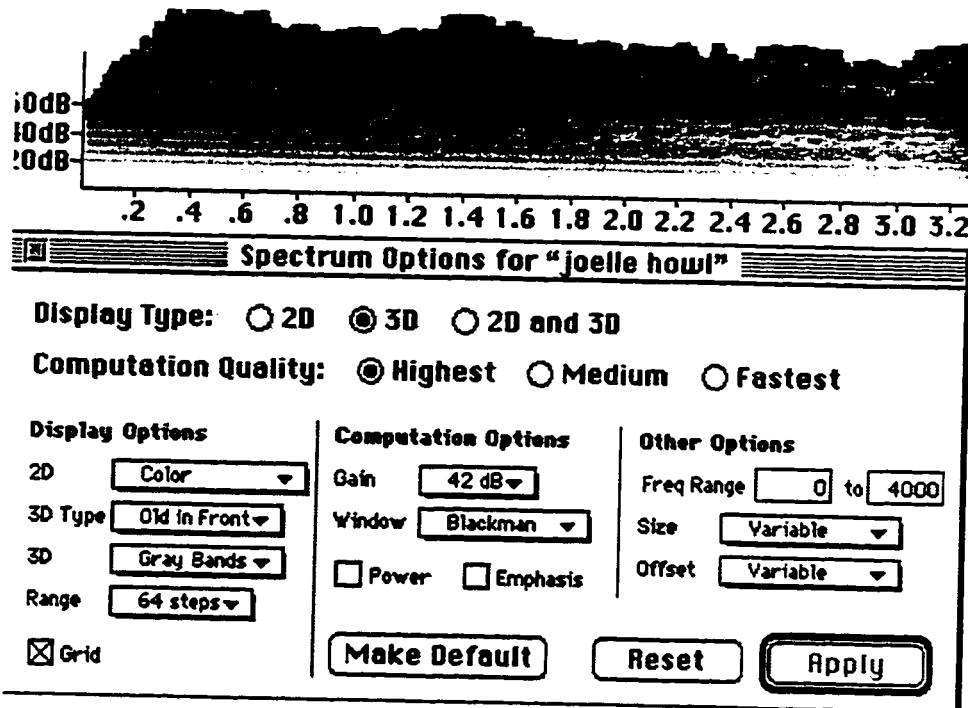 60dB
40dB
20dB
.2 .4 .6 .8 1.0 1.2 1.4 1.6 1.8 2.0 2.2 2.4 2.6 2.8 3.0 3.2
Spectrum Options for “joelle howl”
Display Type: 2D 3D 2D and 3D
Computation Quality: Highest Medium Fastest
Display Options
2D Color
3D Type Old in Front
3D Gray Bands
Range 64 steps
Grid
Computation Options
Gain 42 dB
Window Blackman
Power Emphasis
Other Options
Freq Range 0 to 4000
Size Variable
Offset Variable
Make Default Reset Apply